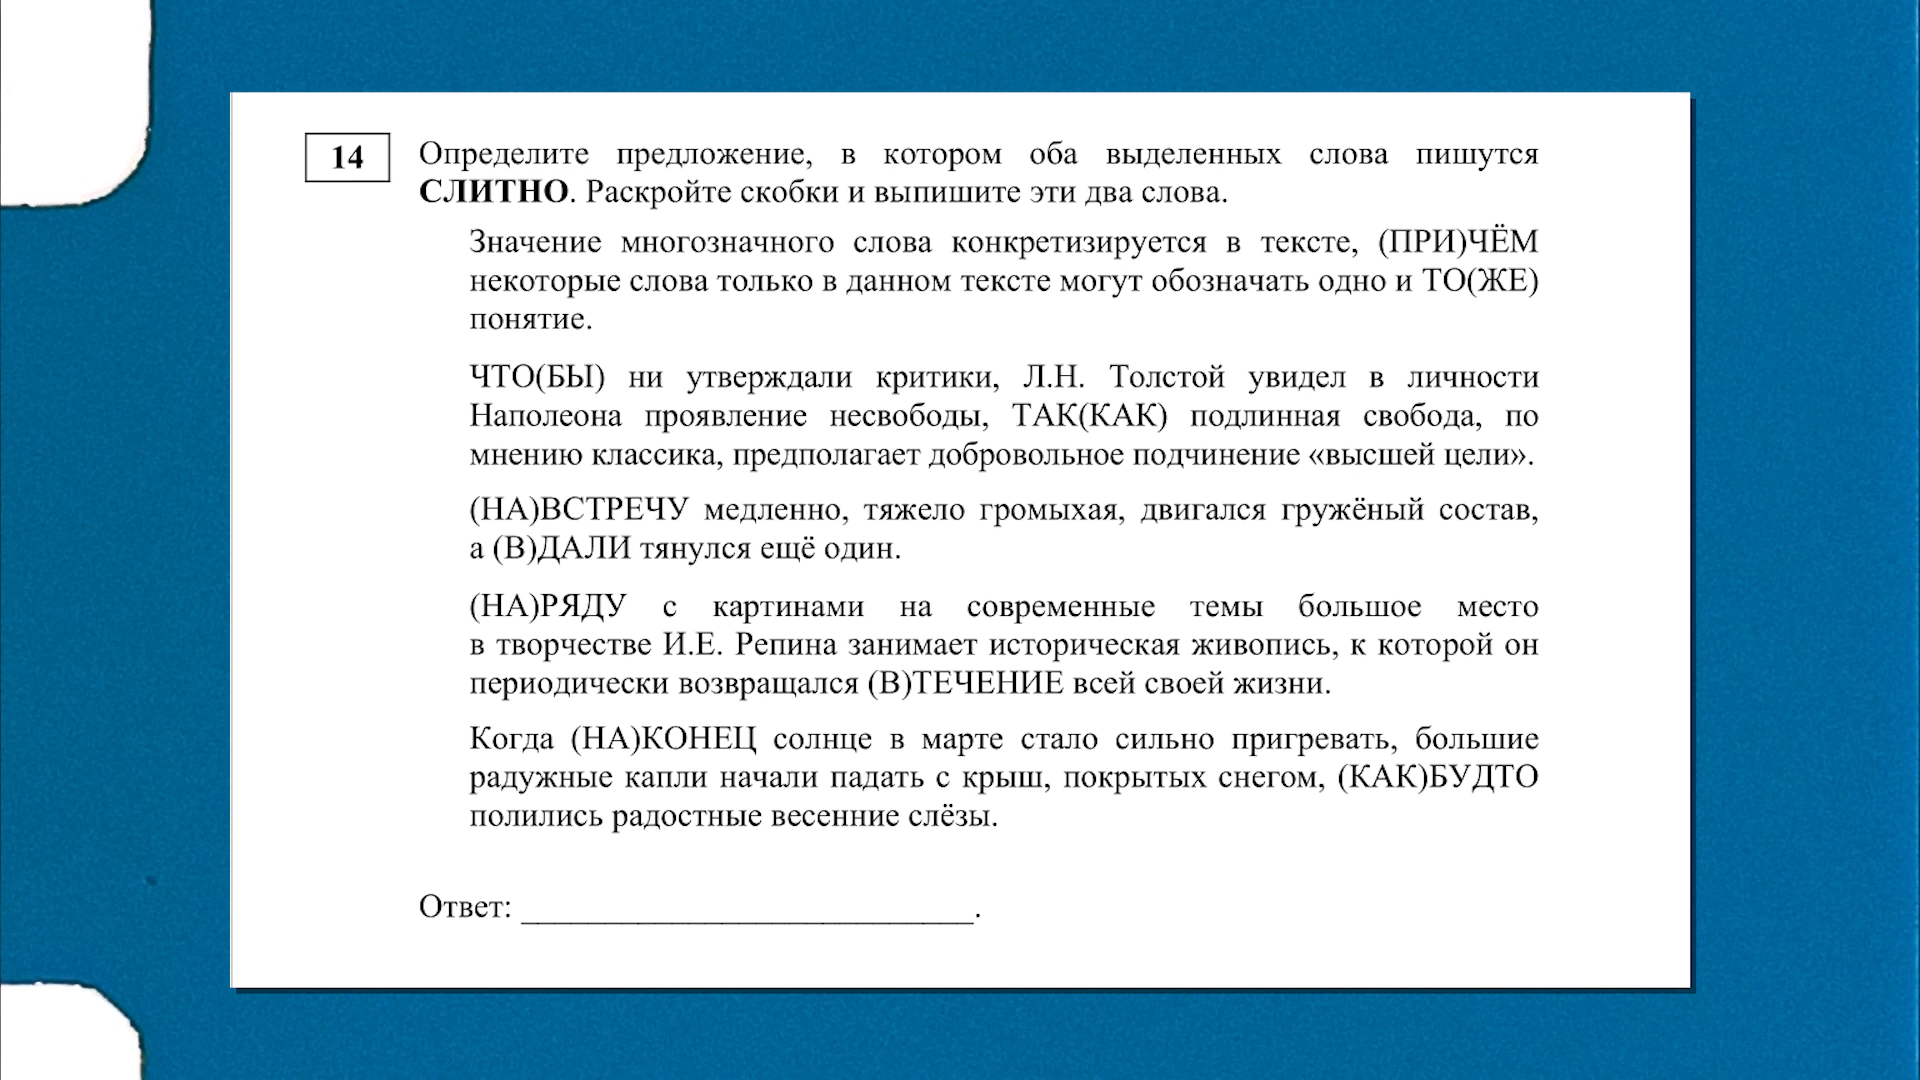 14
Определите предложение, в котором оба выделенных слова пишутся
СЛИТНО. Раскройте скобки и выпишите эти два слова.
Значение многозначного слова конкретизируется в тексте, (ПРИ)ЧЁМ
некоторые слова только в данном тексте могут обозначать одно и ТО(ЖЕ)
понятие.
ЧТО(БЫ) ни утверждали критики, Л.Н. Толстой увидел в личности
Наполеона проявление несвободы, ТАК(КАК) подлинная свобода, по
мнению классика, предполагает добровольное подчинение «высшей цели».
(НА)ВСТРЕЧУ медленно, тяжело громыхая, двигался гружёный состав,
а (В)ДАЛИ тянулся ещё один.
(НА)РЯДУ с картинами на современные темы большое место
в творчестве И.Е. Репина занимает историческая живопись, к которой он
периодически возвращался (В)ТЕЧЕНИЕ всей своей жизни.
Когда (НА)КОНЕЦ солнце в марте стало сильно пригревать, большие
радужные капли начали падать с крыш, покрытых снегом, (КАК)БУДТО
полились радостные весенние слёзы.
Ответ: ___________________________.